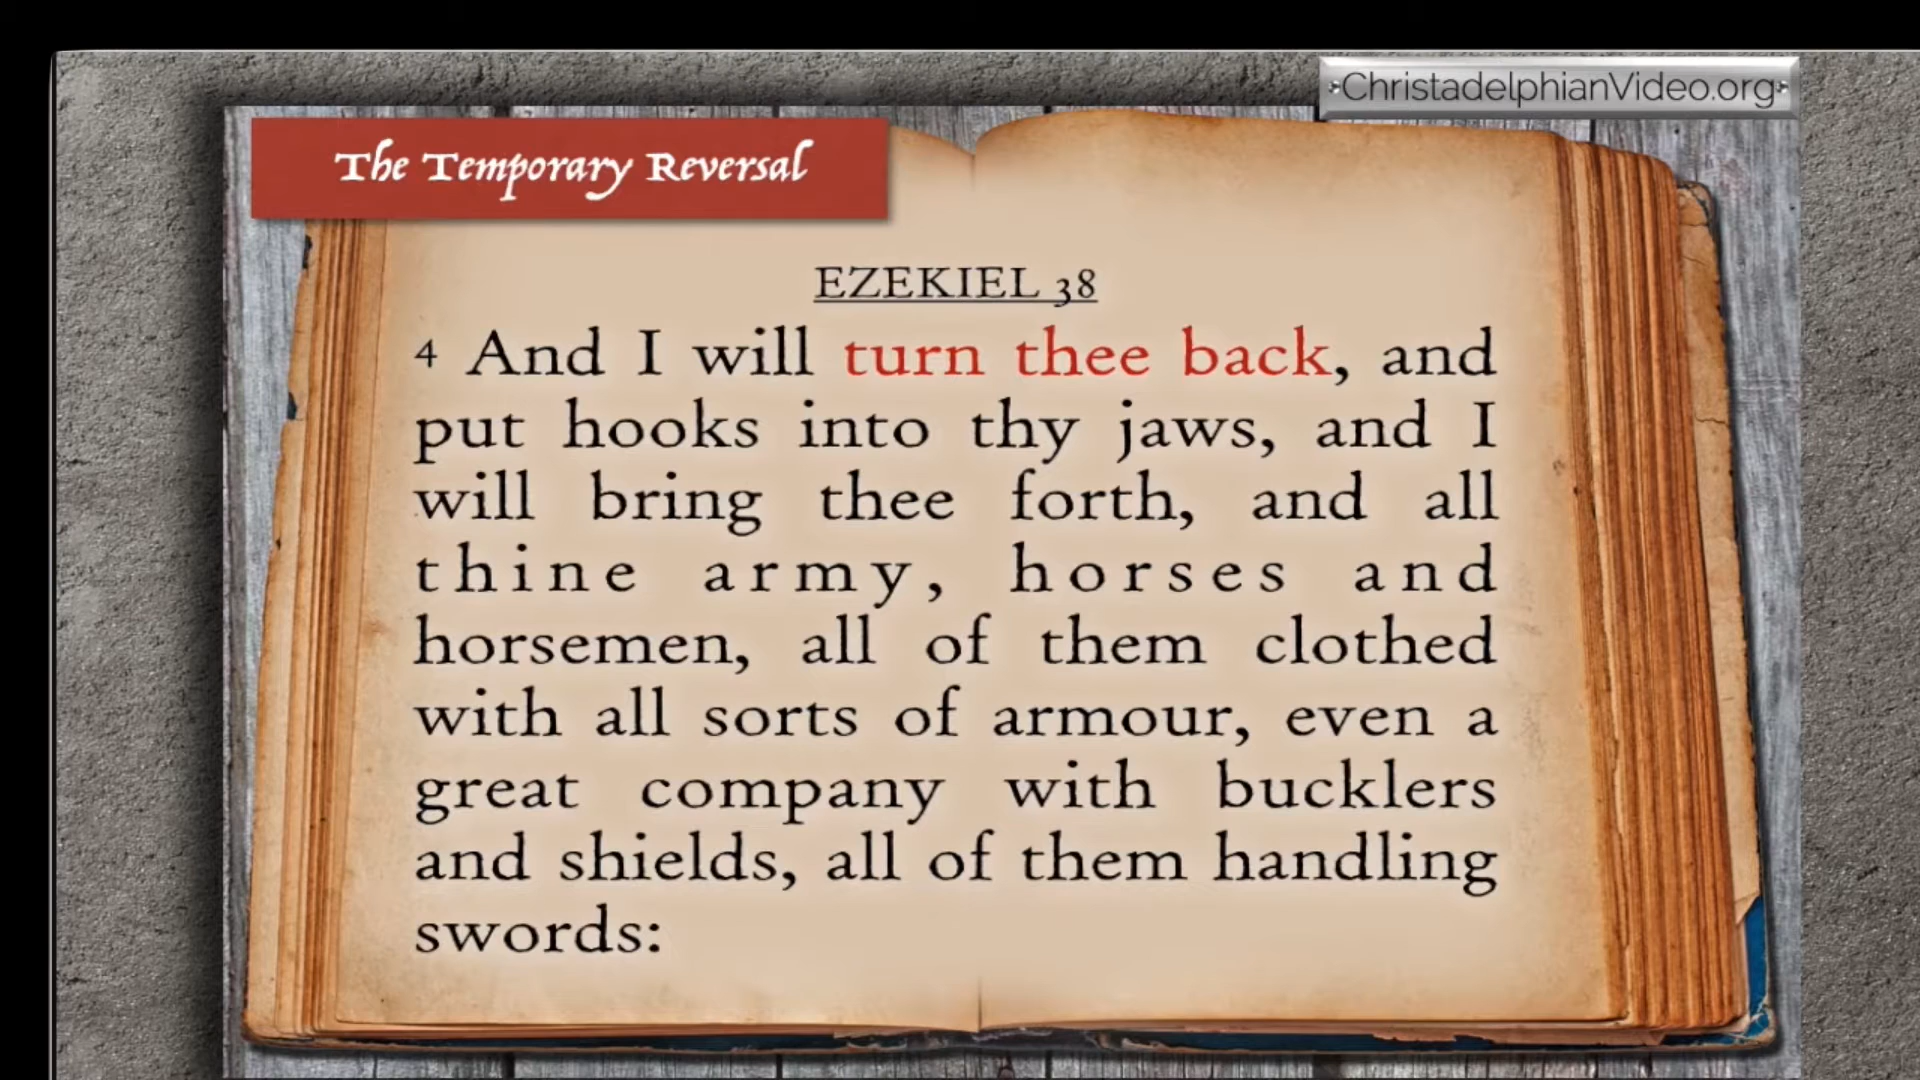 ChristadelphianVideo.org
The Temporary Reversal
EZEKIEL 38
4 And I will turn thee back, and
put hooks into thy jaws, and I
will bring thee forth, and all
thine army, horses and
horsemen, all of them clothed
with all sorts of armour, even a
great company with bucklers
and shields, all of them handling
swords: